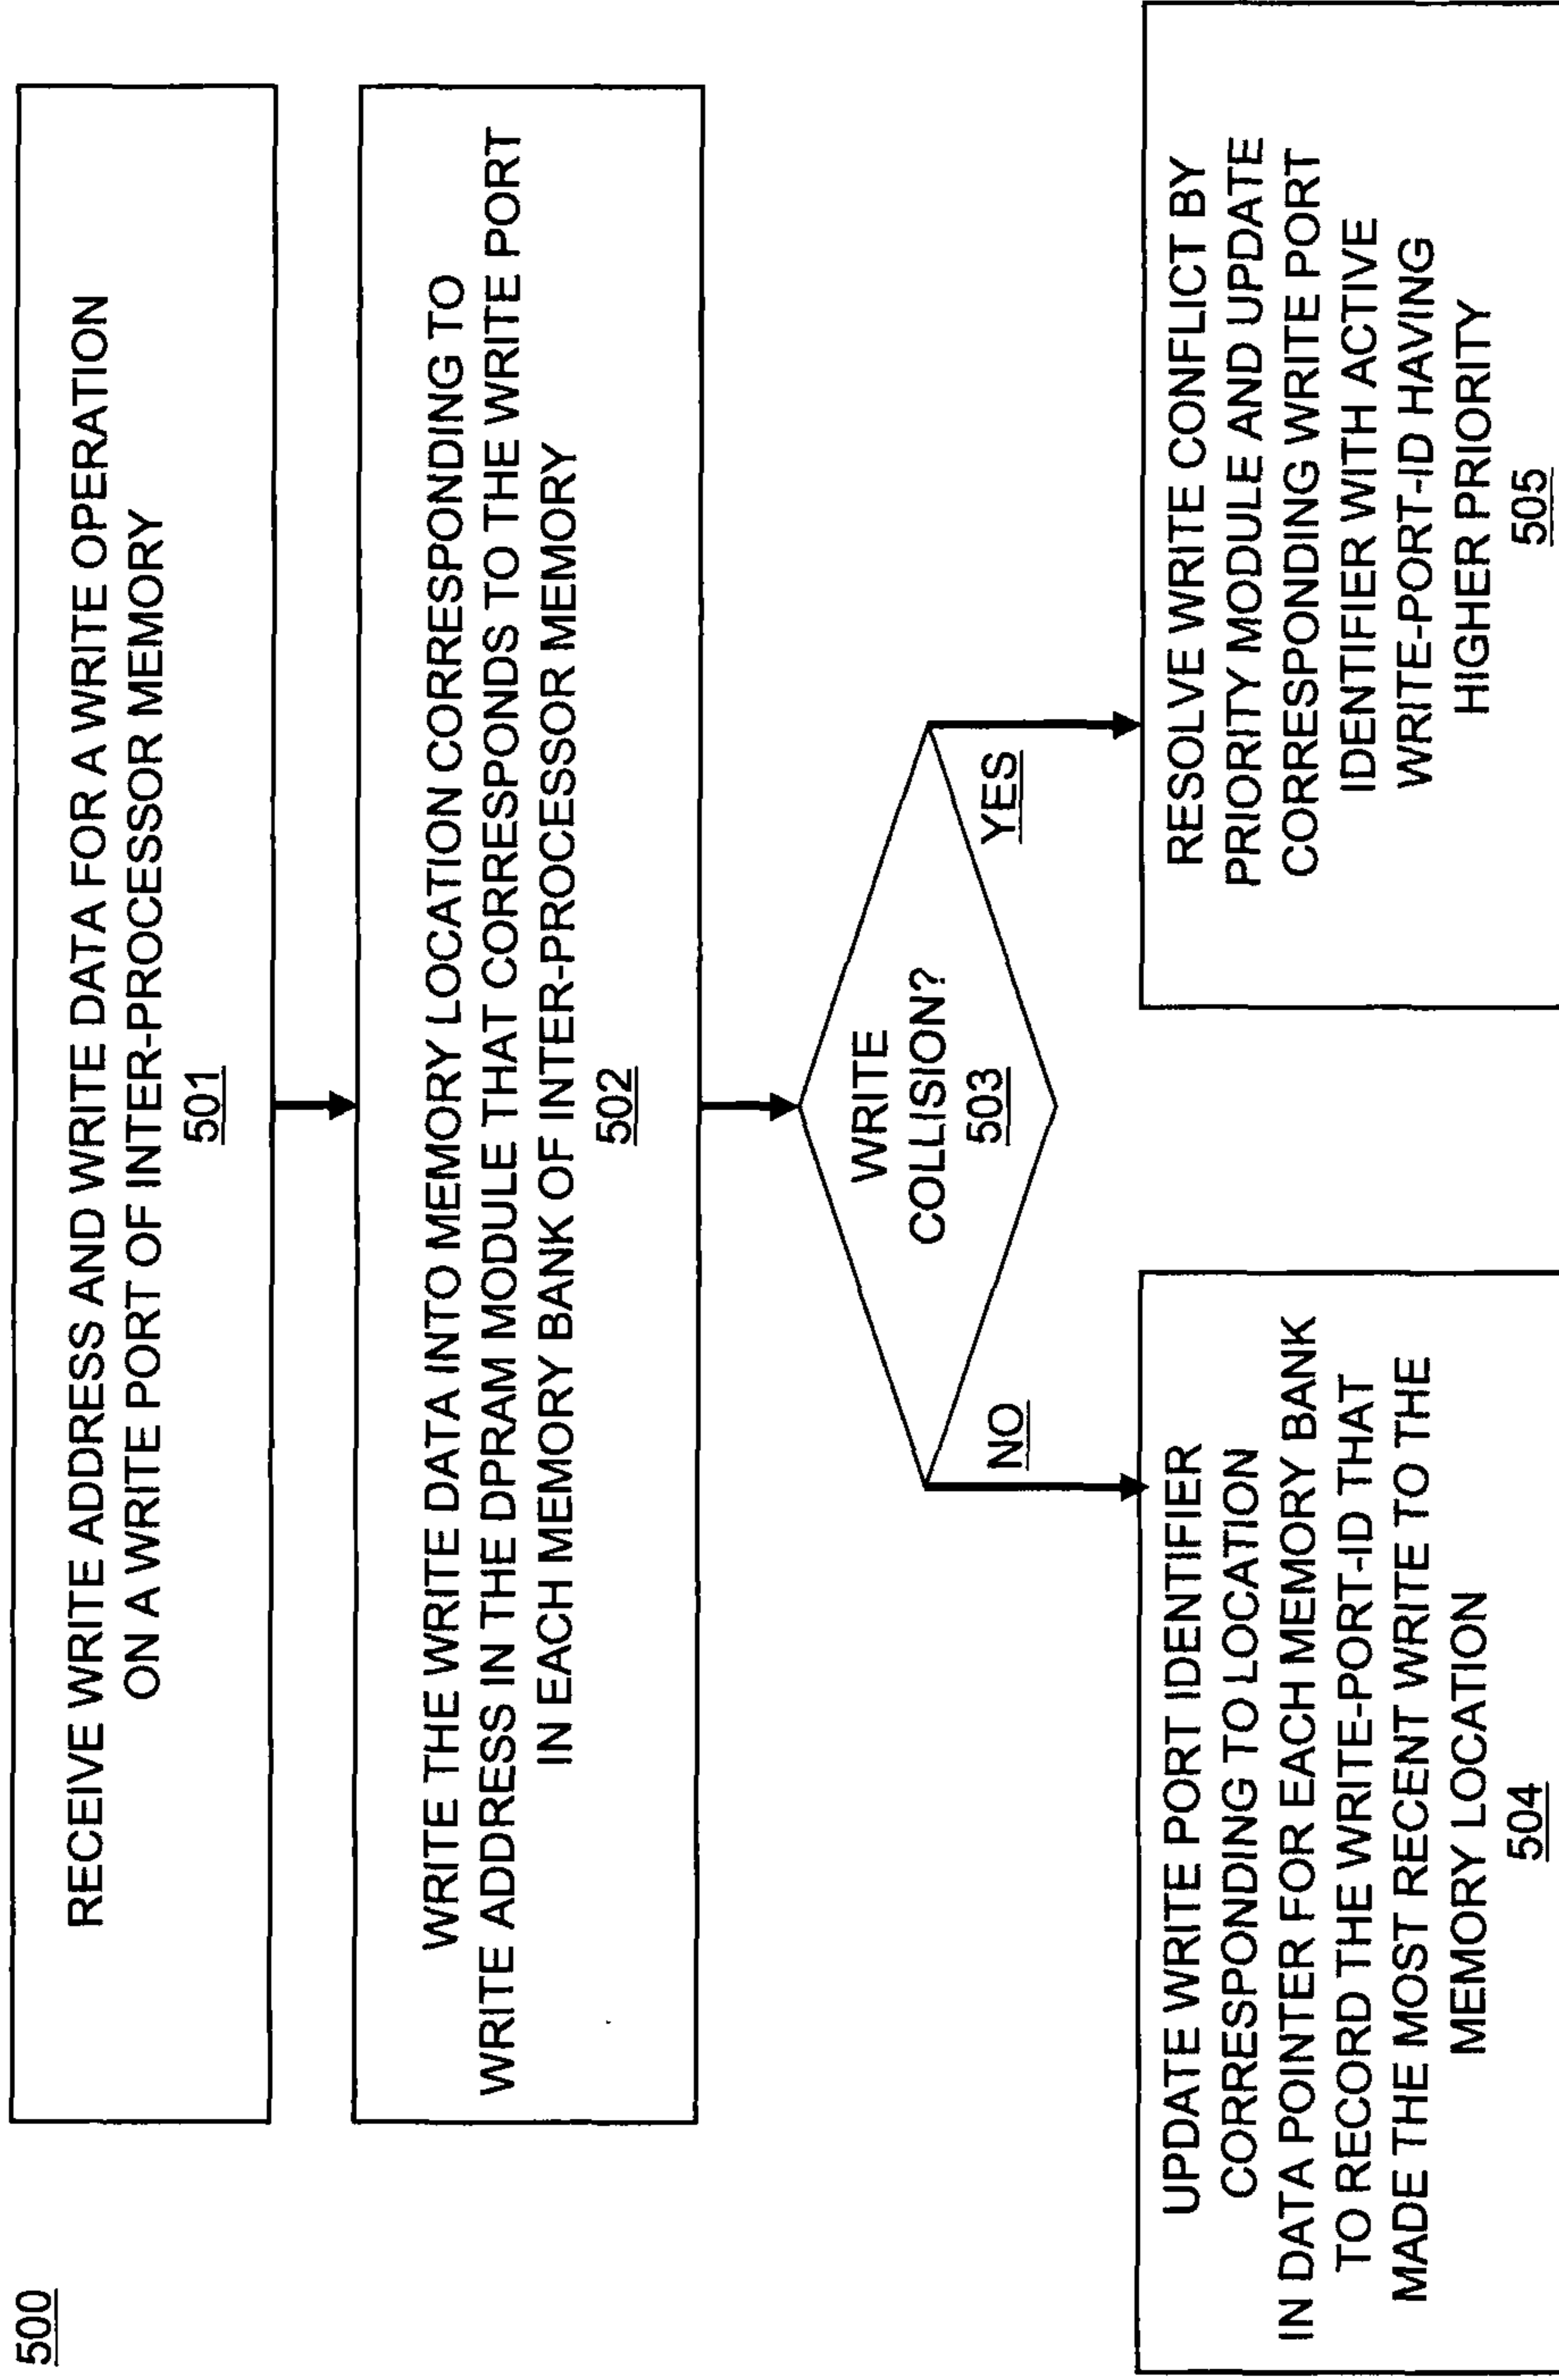 500
RECEIVE WRITE ADDRESS AND WRITE DATA FOR A WRITE OPERATION
ON A WRITE PORT OF INTER-PROCESSOR MEMORY
501
WRITE THE WRITE DATA INTO MEMORY LOCATION CORRESPONDING TO
WRITE ADDRESS IN THE DPRAM MODULE THAT CORRESPONDS TO THE WRITE PORT
IN EACH MEMORY BANK OF INTER-PROCESSOR MEMORY
502
WRITE
COLLISION?
503
NO
YES
UPDATE WRITE PORT IDENTIFIER
CORRESPONDING TO LOCATION
IN DATA POINTER FOR EACH MEMORY BANK
TO RECORD THE WRITE-PORT-ID THAT
MADE THE MOST RECENT WRITE TO THE
MEMORY LOCATION
504
RESOLVE WRITE CONFLICT BY
PRIORITY MODULE AND UPDATE
CORRESPONDING WRITE PORT
IDENTIFIER WITH ACTIVE
WRITE-PORT-ID HAVING
HIGHER PRIORITY
505